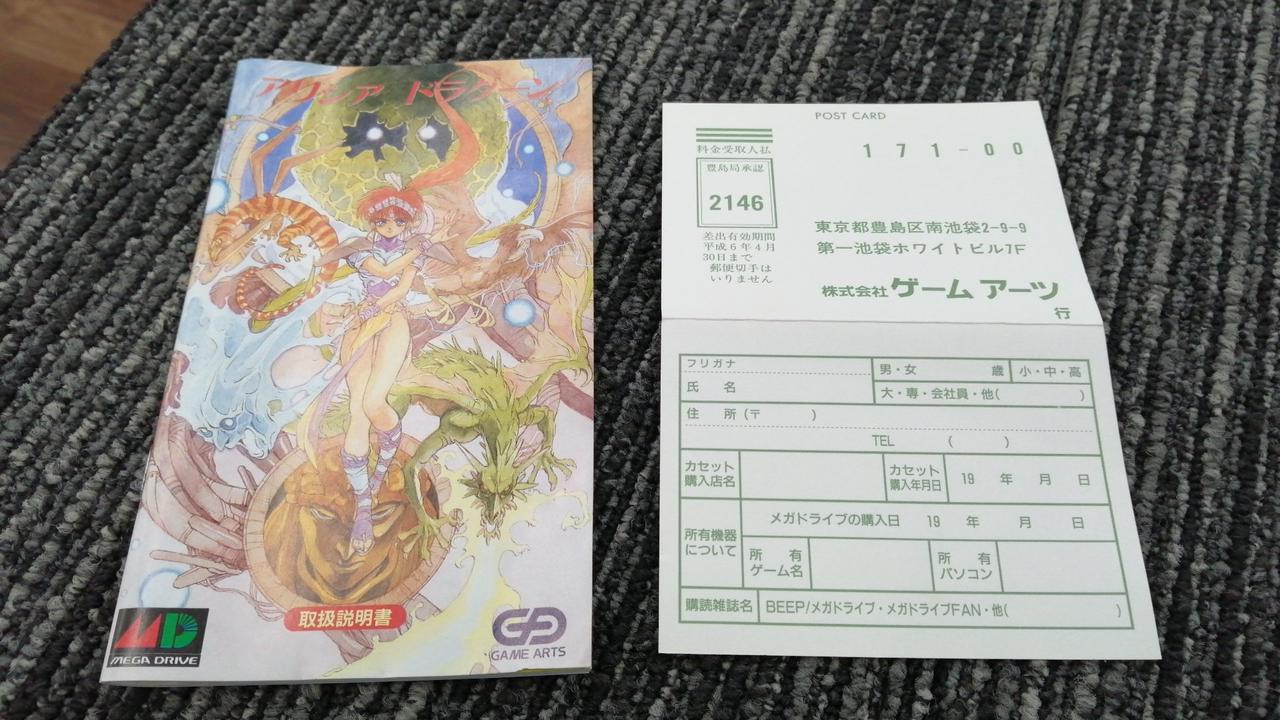 アリシア ドラグーン
取扱説明書
MD
MEGA DRIVE
GAME ARTS
POST CARD
料金受取人払
豊島局承認
2146
差出有効期間
平成6年4月
30日まで
郵便切手は
いりません
171-00
東京都豊島区南池袋2-9-9
第一池袋ホワイトビル7F
株式会社 ゲーム アーツ
行
フリガナ
氏 名
男・女 歳 小・中・高
大・専・会社員・他( )
住 所(〒 )
TEL ( )
カセット
購入店名
カセット
購入年月日
19 年 月 日
所有機器
について
メガドライブの購入日 19 年 月 日
所 有
ゲーム名
所 有
パソコン
購読雑誌名 BEEP/メガドライブ・メガドライブFAN・他( )